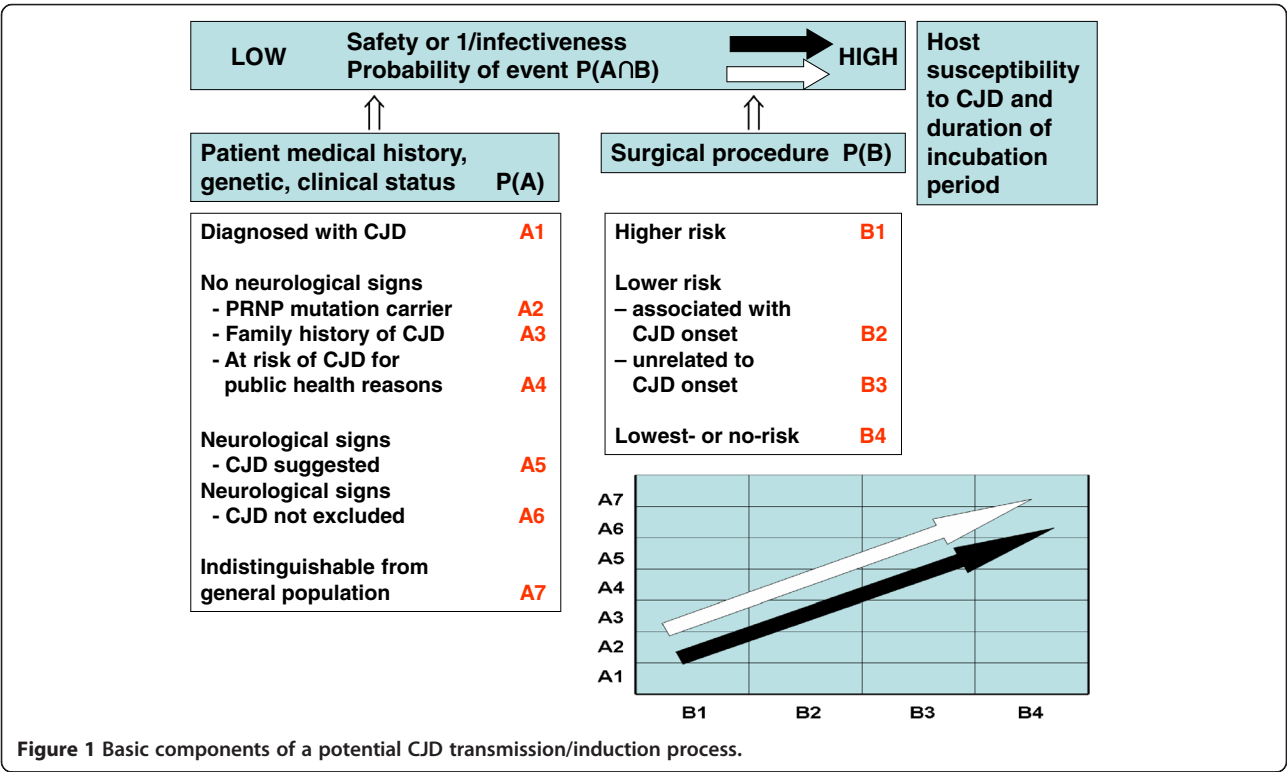 LOW
Safety or 1/infectiveness
Probability of event P(A∩B)
HIGH
Host
susceptibility
to CJD and
duration of
incubation
period
Patient medical history,
genetic, clinical status P(A)
Surgical procedure P(B)
Diagnosed with CJD A1
No neurological signs
- PRNP mutation carrier A2
- Family history of CJD A3
- At risk of CJD for
public health reasons A4
Neurological signs
- CJD suggested A5
Neurological signs
- CJD not excluded A6
Indistinguishable from
general population A7
Higher risk B1
Lower risk
– associated with
CJD onset B2
– unrelated to
CJD onset B3
Lowest- or no-risk B4
A7
A6
A5
A4
A3
A2
A1
B1 B2 B3 B4
Figure 1 Basic components of a potential CJD transmission/induction process.